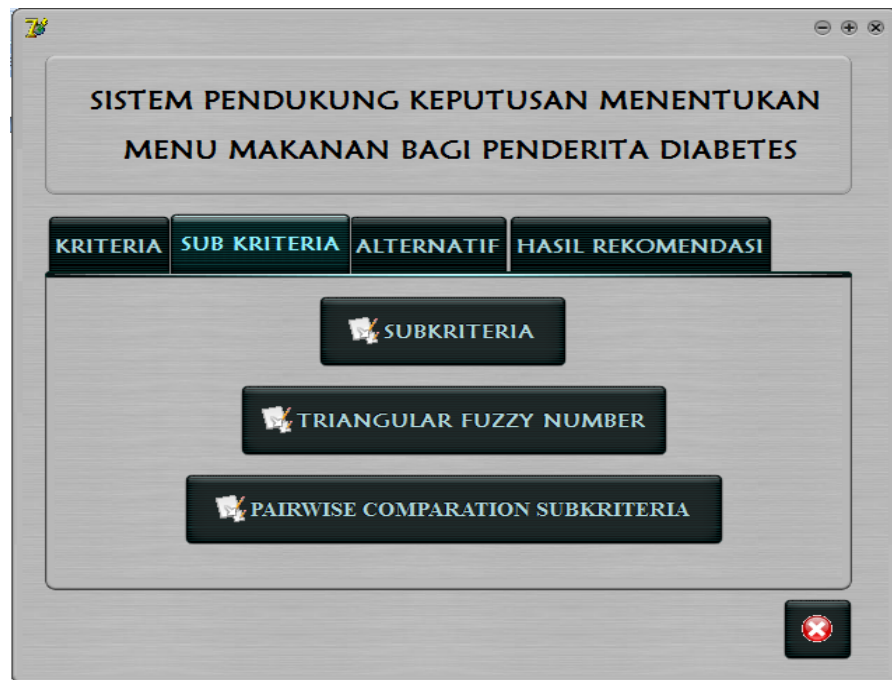 SISTEM PENDUKUNG KEPUTUSAN MENENTUKAN
MENU MAKANAN BAGI PENDERITA DIABETES
KRITERIA SUB KRITERIA ALTERNATIF HASIL REKOMENDASI
SUBKRITERIA
TRIANGULAR FUZZY NUMBER
PAIRWISE COMPARATION SUBKRITERIA